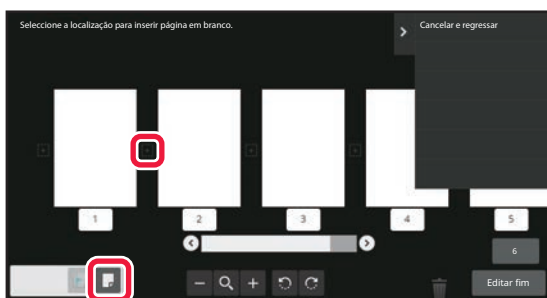 Seleccione a localização para inserir página em branco.
Cancelar e regressar
1
2
3
4
5
6
Editar fim